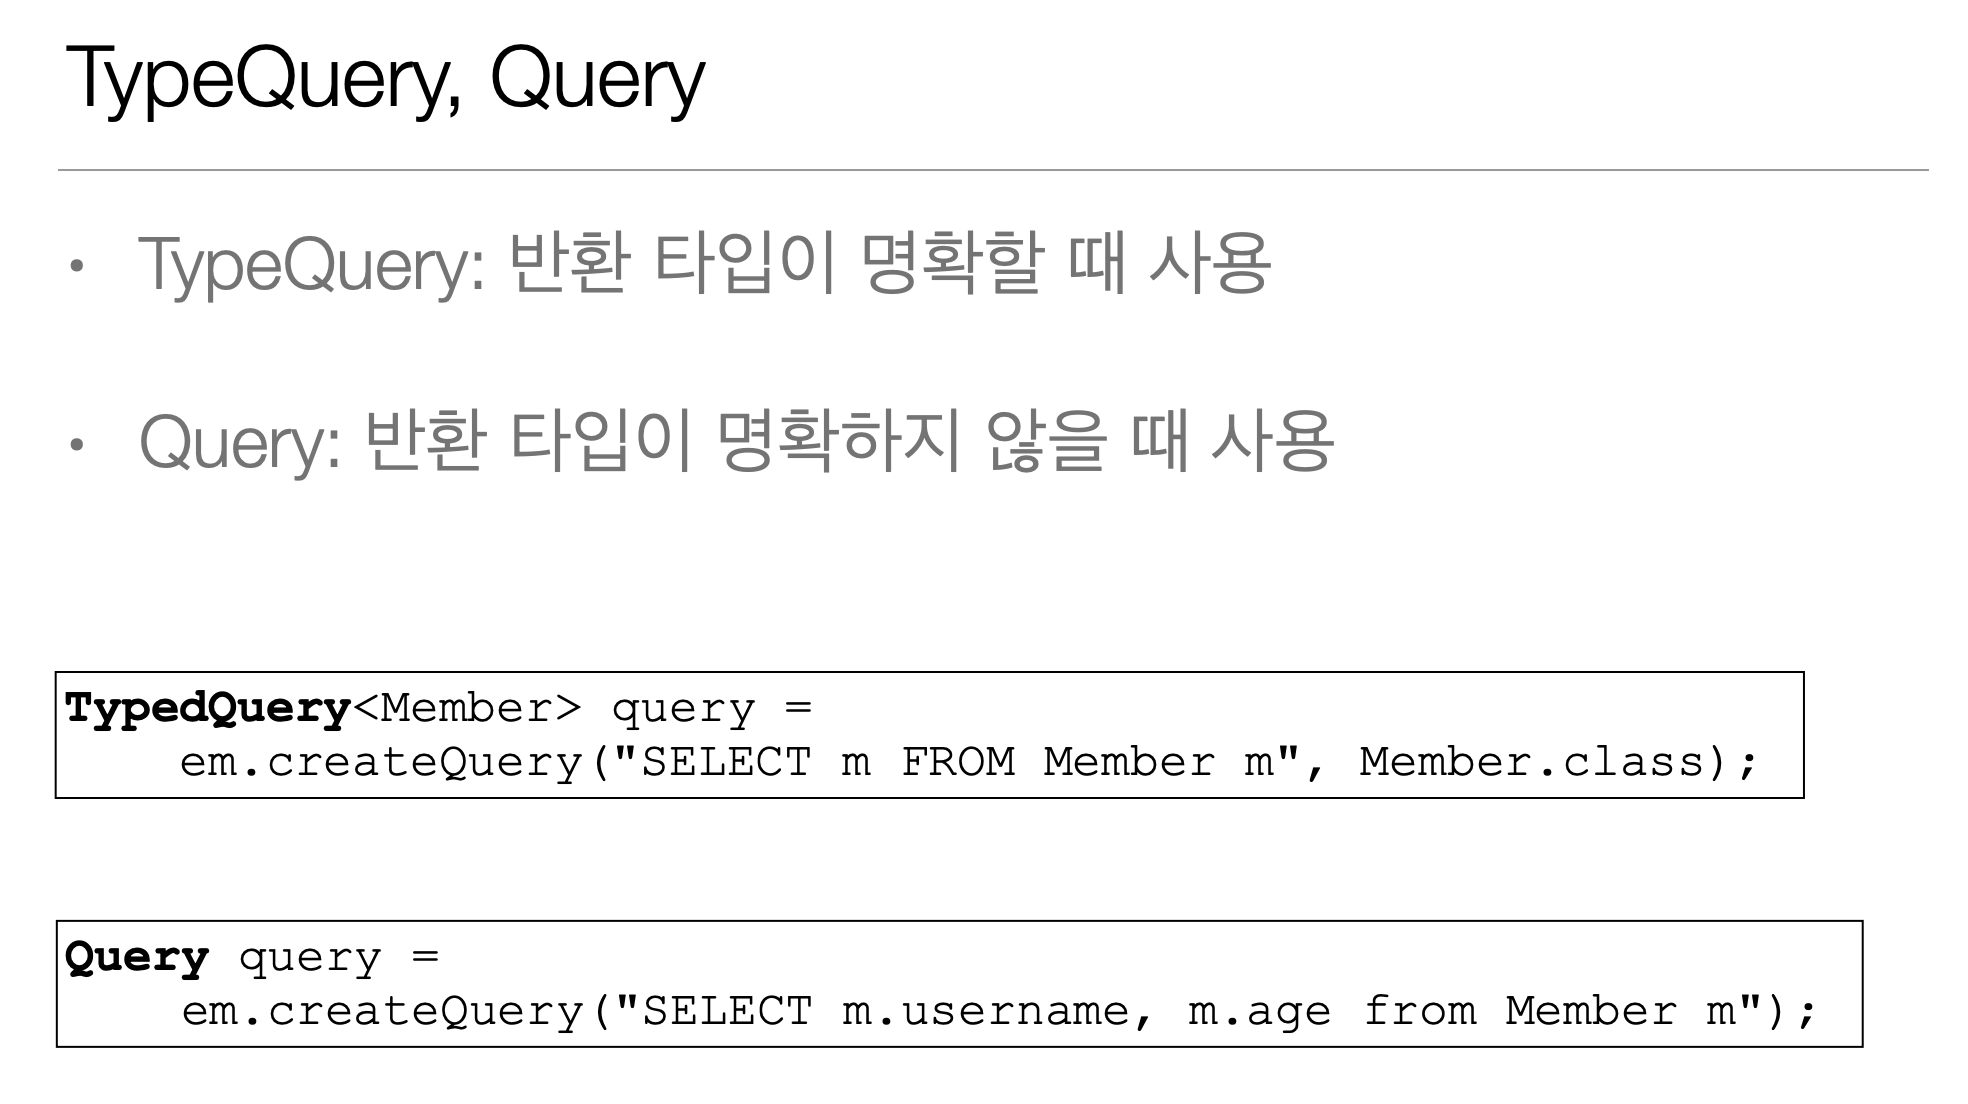 TypeQuery, Query
• TypeQuery: 반환 타입이 명확할 때 사용
• Query: 반환 타입이 명확하지 않을 때 사용
TypedQuery<Member> query =
    em.createQuery("SELECT m FROM Member m", Member.class);
Query query =
    em.createQuery("SELECT m.username, m.age from Member m");